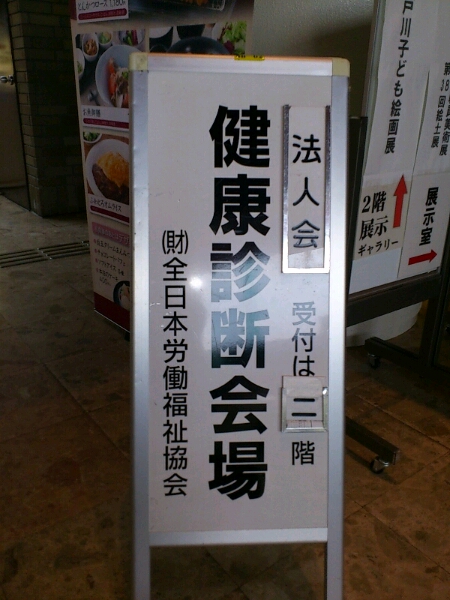 法人会
受付は二階
健康診断会場
(財)全日本労働福祉協会
戸川子ども絵画展
2階
展示
ギャラリー
展示室